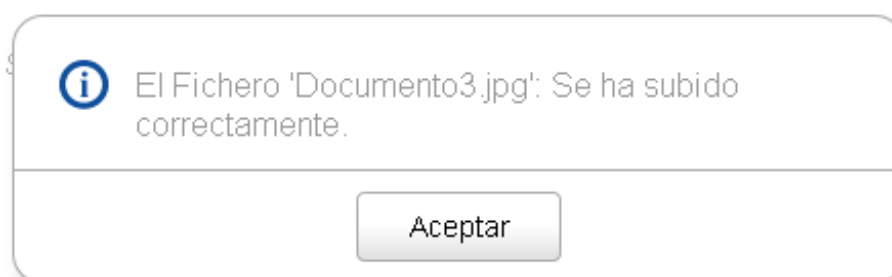 El Fichero 'Documento3.jpg': Se ha subido
correctamente.
Aceptar